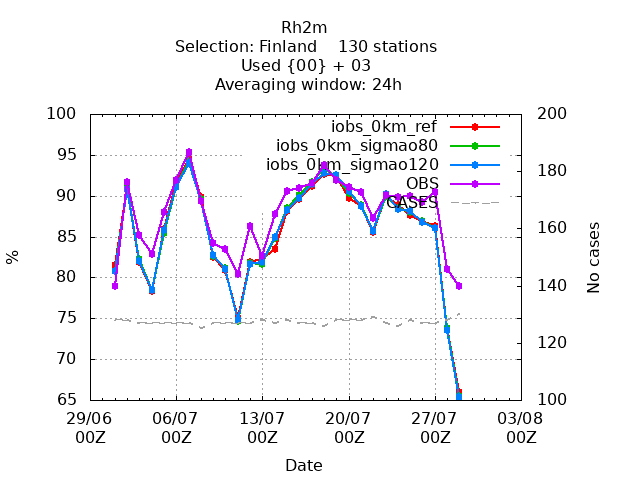 Rh2m
Selection: Finland    130 stations
Used {00} + 03
Averaging window: 24h
100
95
90
85
80
75
70
65
%
200
180
160
140
120
100
No cases
iobs_0km_ref
iobs_0km_sigmao80
iobs_0km_sigmao120
OBS
CASES
29/06 06/07 13/07 20/07 27/07 03/08
00Z 00Z 00Z 00Z 00Z 00Z
Date